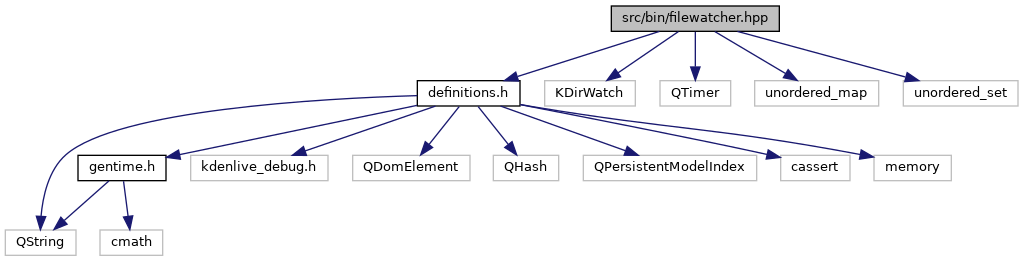 src/bin/filewatcher.hpp
definitions.h
KDirWatch
QTimer
unordered_map
unordered_set
gentime.h
kdenlive_debug.h
QDomElement
QHash
QPersistentModelIndex
cassert
memory
QString
cmath